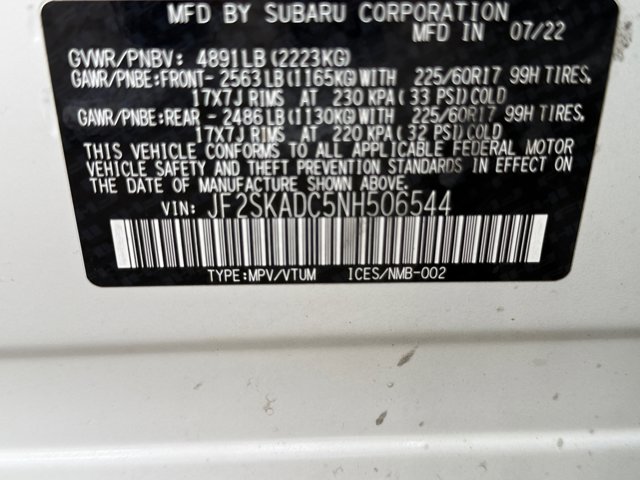 MFD BY SUBARU CORPORATION
MFD IN 07/22
GVWR/PNBV: 4891LB(2223KG)
GAWR/PNBE:FRONT- 2563LB(1165KG)WITH 225/60R17 99H TIRES,
17X7J RIMS AT 230 KPA( 33 PSI)COLD
GAWR/PNBE:REAR - 2486LB(1130KG)WITH 225/60R17 99H TIRES,
17X7J RIMS AT 220 KPA( 32 PSI)COLD
THIS VEHICLE CONFORMS TO ALL APPLICABLE FEDERAL MOTOR
VEHICLE SAFETY AND THEFT PREVENTION STANDARDS IN EFFECT ON
THE DATE OF MANUFACTURE SHOWN ABOVE.
VIN: JF2SKADC5NH506544
TYPE:MPV/VTUM ICES/NMB-002